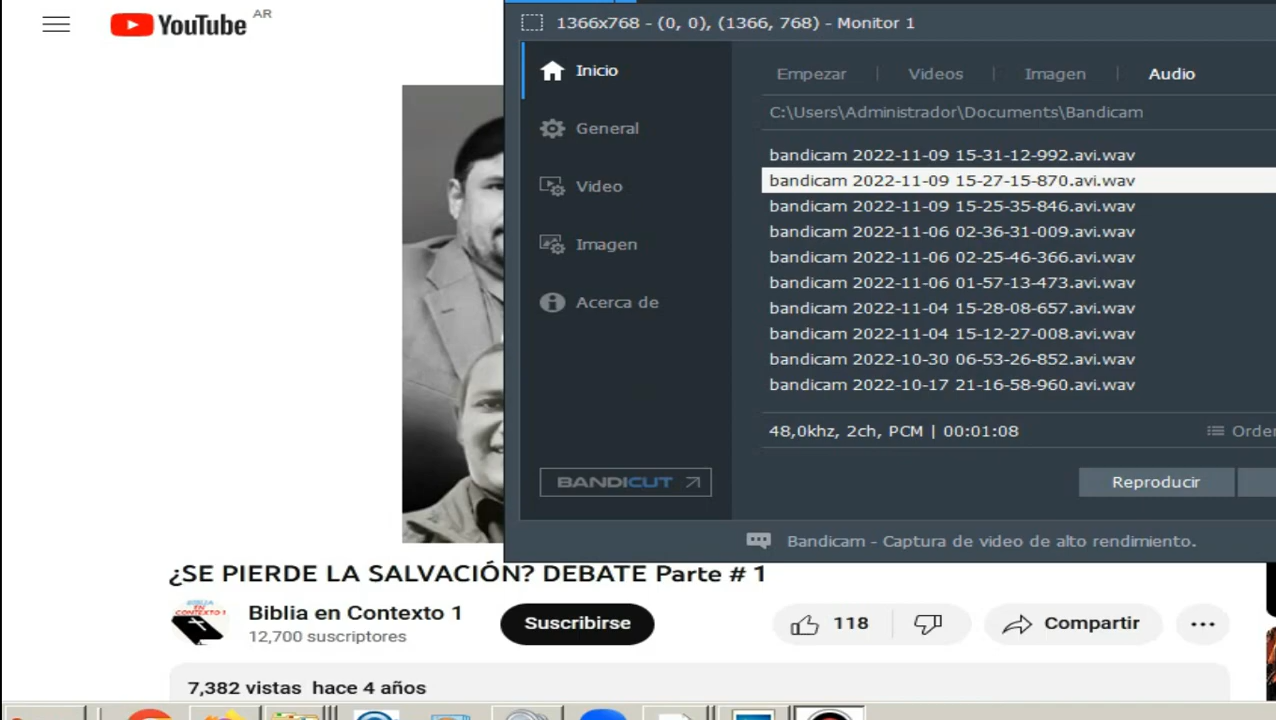 YouTube AR
1366x768 - (0, 0), (1366, 768) - Monitor 1
Inicio
General
Video
Imagen
Acerca de
BANDICUT
Empezar Videos Imagen Audio
C:\Users\Administrador\Documents\Bandicam
bandicam 2022-11-09 15-31-12-992.avi.wav
bandicam 2022-11-09 15-27-15-870.avi.wav
bandicam 2022-11-09 15-25-35-846.avi.wav
bandicam 2022-11-06 02-36-31-009.avi.wav
bandicam 2022-11-06 02-25-46-366.avi.wav
bandicam 2022-11-06 01-57-13-473.avi.wav
bandicam 2022-11-04 15-28-08-657.avi.wav
bandicam 2022-11-04 15-12-27-008.avi.wav
bandicam 2022-10-30 06-53-26-852.avi.wav
bandicam 2022-10-17 21-16-58-960.avi.wav
48,0khz, 2ch, PCM | 00:01:08
Orde
Reproducir
Bandicam - Captura de video de alto rendimiento.
¿SE PIERDE LA SALVACIÓN? DEBATE Parte # 1
BIBLIA
EN
CONTEXTO 1
Biblia en Contexto 1
12,700 suscriptores
Suscribirse
118
Compartir
7,382 vistas hace 4 años